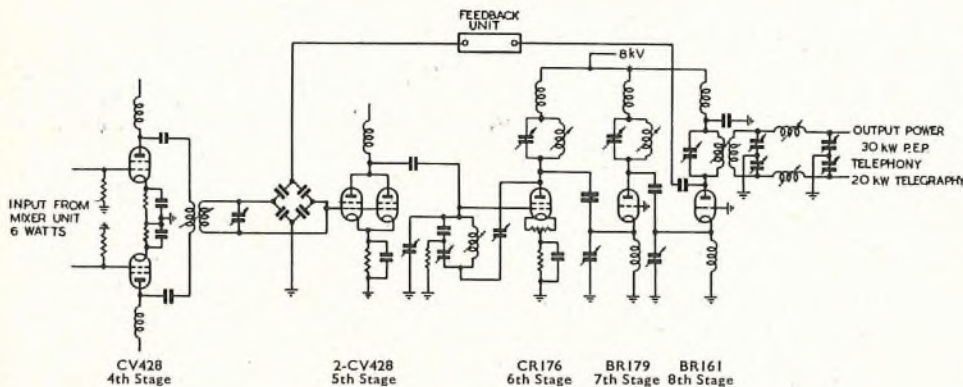 FEEDBACK
UNIT
8kV
OUTPUT POWER
30 kW P.E.P.
TELEPHONY
20 kW TELEGRAPHY
INPUT FROM
MIXER UNIT
6 WATTS
CV428
4th Stage
2-CV428
5th Stage
CR176
6th Stage
BR179
7th Stage
BR161
8th Stage